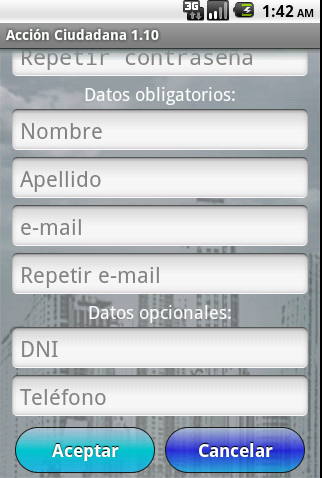 3G 1:42 AM
Acción Ciudadana 1.10
Repetir contraseña
Datos obligatorios:
Nombre
Apellido
e-mail
Repetir e-mail
Datos opcionales:
DNI
Teléfono
Aceptar Cancelar